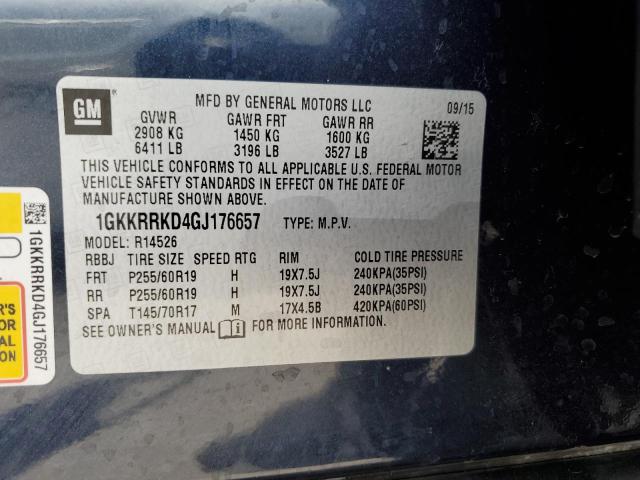 GM
MFD BY GENERAL MOTORS LLC 09/15
GVWR GAWR FRT GAWR RR
2908 KG 1450 KG 1600 KG
6411 LB 3196 LB 3527 LB
THIS VEHICLE CONFORMS TO ALL APPLICABLE U.S. FEDERAL MOTOR
VEHICLE SAFETY STANDARDS IN EFFECT ON THE DATE OF
MANUFACTURE SHOWN ABOVE.
1GKKRRKD4GJ176657 TYPE: M.P.V.
MODEL: R14526
RBBJ TIRE SIZE SPEED RTG RIM COLD TIRE PRESSURE
FRT P255/60R19 H 19X7.5J 240KPA(35PSI)
RR P255/60R19 H 19X7.5J 240KPA(35PSI)
SPA T145/70R17 M 17X4.5B 420KPA(60PSI)
SEE OWNER'S MANUAL FOR MORE INFORMATION.
1GKKRRKD4GJ176657